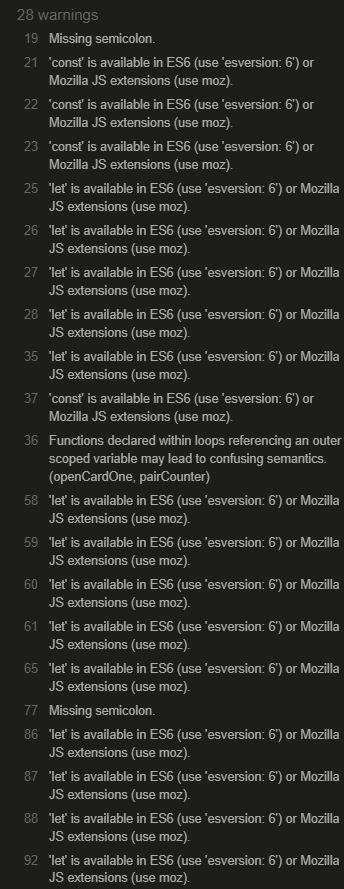 28 warnings
19 Missing semicolon.
21 'const' is available in ES6 (use 'esversion: 6') or
Mozilla JS extensions (use moz).
22 'const' is available in ES6 (use 'esversion: 6') or
Mozilla JS extensions (use moz).
23 'const' is available in ES6 (use 'esversion: 6') or
Mozilla JS extensions (use moz).
25 'let' is available in ES6 (use 'esversion: 6') or Mozilla
JS extensions (use moz).
26 'let' is available in ES6 (use 'esversion: 6') or Mozilla
JS extensions (use moz).
27 'let' is available in ES6 (use 'esversion: 6') or Mozilla
JS extensions (use moz).
28 'let' is available in ES6 (use 'esversion: 6') or Mozilla
JS extensions (use moz).
35 'let' is available in ES6 (use 'esversion: 6') or Mozilla
JS extensions (use moz).
37 'const' is available in ES6 (use 'esversion: 6') or
Mozilla JS extensions (use moz).
36 Functions declared within loops referencing an outer
scoped variable may lead to confusing semantics.
(openCardOne, pairCounter)
58 'let' is available in ES6 (use 'esversion: 6') or Mozilla
JS extensions (use moz).
59 'let' is available in ES6 (use 'esversion: 6') or Mozilla
JS extensions (use moz).
60 'let' is available in ES6 (use 'esversion: 6') or Mozilla
JS extensions (use moz).
61 'let' is available in ES6 (use 'esversion: 6') or Mozilla
JS extensions (use moz).
65 'let' is available in ES6 (use 'esversion: 6') or Mozilla
JS extensions (use moz).
77 Missing semicolon.
86 'let' is available in ES6 (use 'esversion: 6') or Mozilla
JS extensions (use moz).
87 'let' is available in ES6 (use 'esversion: 6') or Mozilla
JS extensions (use moz).
88 'let' is available in ES6 (use 'esversion: 6') or Mozilla
JS extensions (use moz).
92 'let' is available in ES6 (use 'esversion: 6') or Mozilla
JS extensions (use moz).